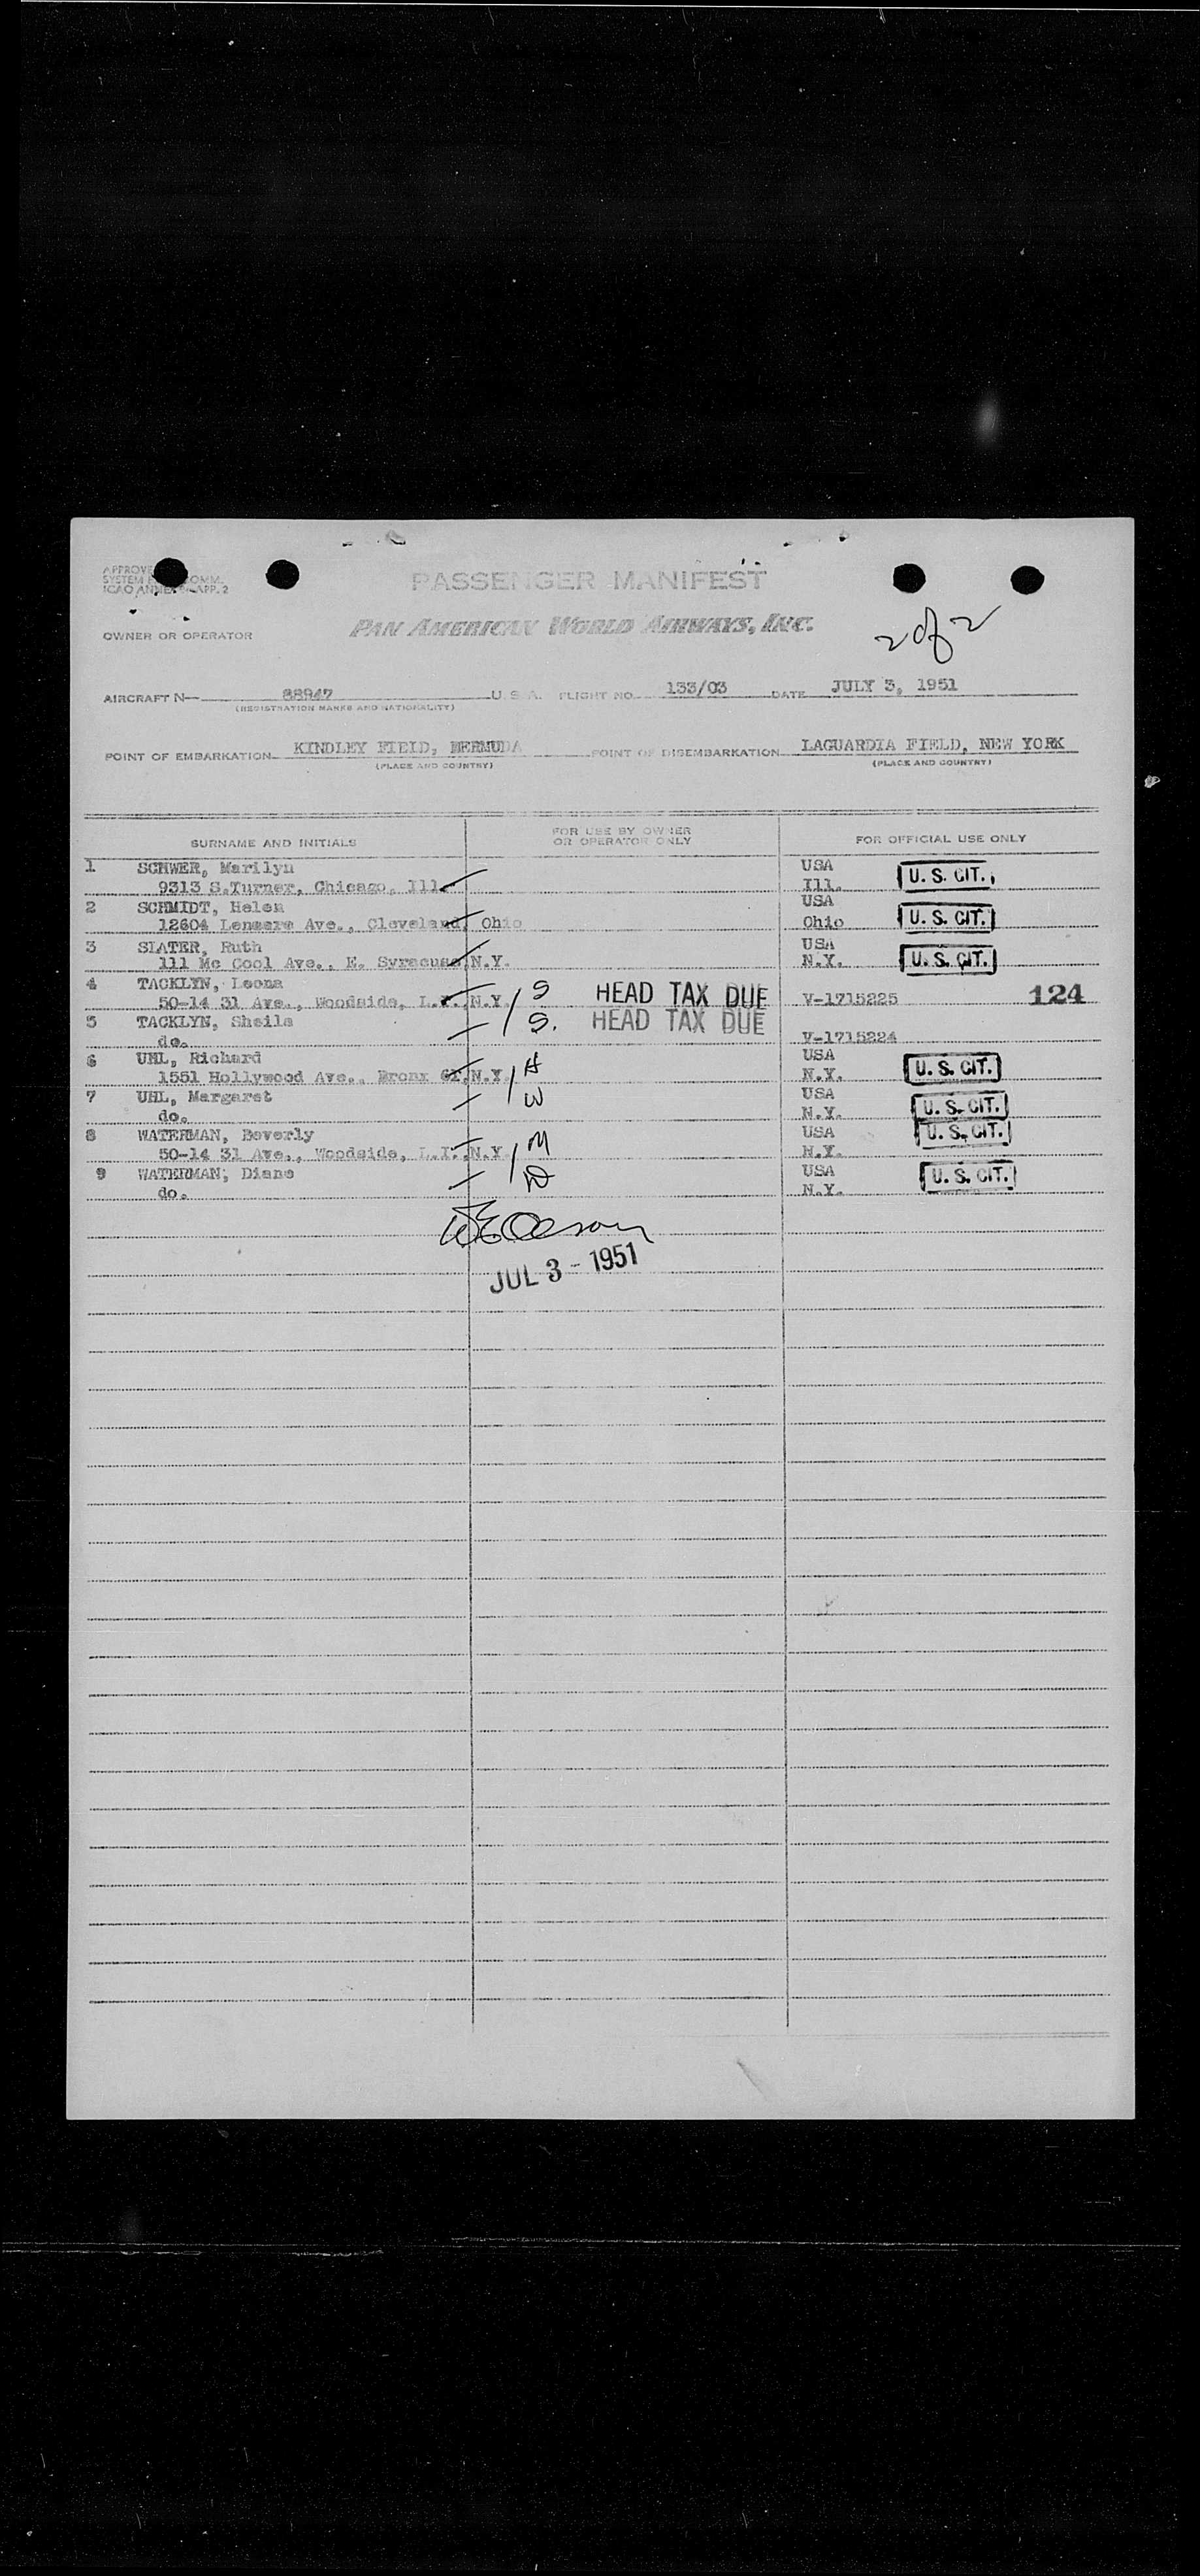 PASSENGER MANIFEST
2 of 2
OWNER OR OPERATOR PAN AMERICAN WORLD AIRWAYS, INC.
AIRCRAFT N— 88947 U.S.A. FLIGHT NO. 133/03 DATE JULY 3, 1951
(REGISTRATION MARKS AND NATIONALITY)
POINT OF EMBARKATION KINDLEY FIELD, BERMUDA POINT OF DISEMBARKATION LAGUARDIA FIELD, NEW YORK
(PLACE AND COUNTRY) (PLACE AND COUNTRY)
SURNAME AND INITIALS FOR USE BY OWNER OR OPERATOR ONLY FOR OFFICIAL USE ONLY
1 SCHWER, Marilyn USA
9313 S.Turner, Chicago, Ill. Ill. U. S. CIT.
2 SCHMIDT, Helen USA
12604 Ave., Cleveland, Ohio Ohio U. S. CIT.
3 SLATER, Ruth USA
111 Mc Cool Ave., E. Syracuse N.Y. N.Y. U. S. CIT.
4 TACKLYN, Leona
50-14 31 Ave., Woodside, L.I., N.Y. / S HEAD TAX DUE V-1715225 124
5 TACKLYN, Sheila / S. HEAD TAX DUE
do. V-1715224
6 UHL, Richard USA
1551 Hollywood Ave., Bronx N.Y. / H N.Y. U. S. CIT.
7 UHL, Margaret USA
do. W N.Y. U. S. CIT.
8 WATERMAN, Beverly USA U. S. CIT.
50-14 31 Ave., Woodside, L.I., N.Y. / M N.Y.
9 WATERMAN, Diane USA U. S. CIT.
do. D N.Y.
JUL 3 - 1951